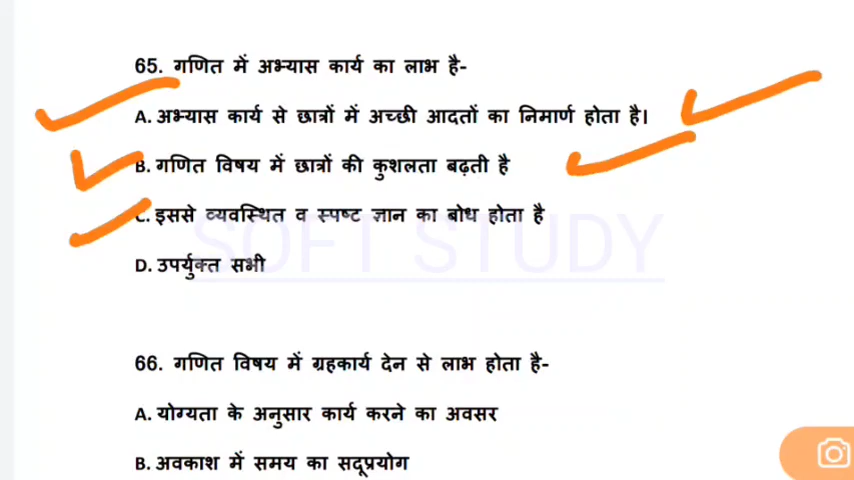 65. गणित में अभ्यास कार्य का लाभ है-
A. अभ्यास कार्य से छात्रों में अच्छी आदतों का निमार्ण होता है।
B. गणित विषय में छात्रों की कुशलता बढ़ती है
C. इससे व्यवस्थित व स्पष्ट ज्ञान का बोध होता है
SOFT STUDY
D. उपर्युक्त सभी
66. गणित विषय में ग्रहकार्य देन से लाभ होता है-
A. योग्यता के अनुसार कार्य करने का अवसर
B. अवकाश में समय का सदूप्रयोग